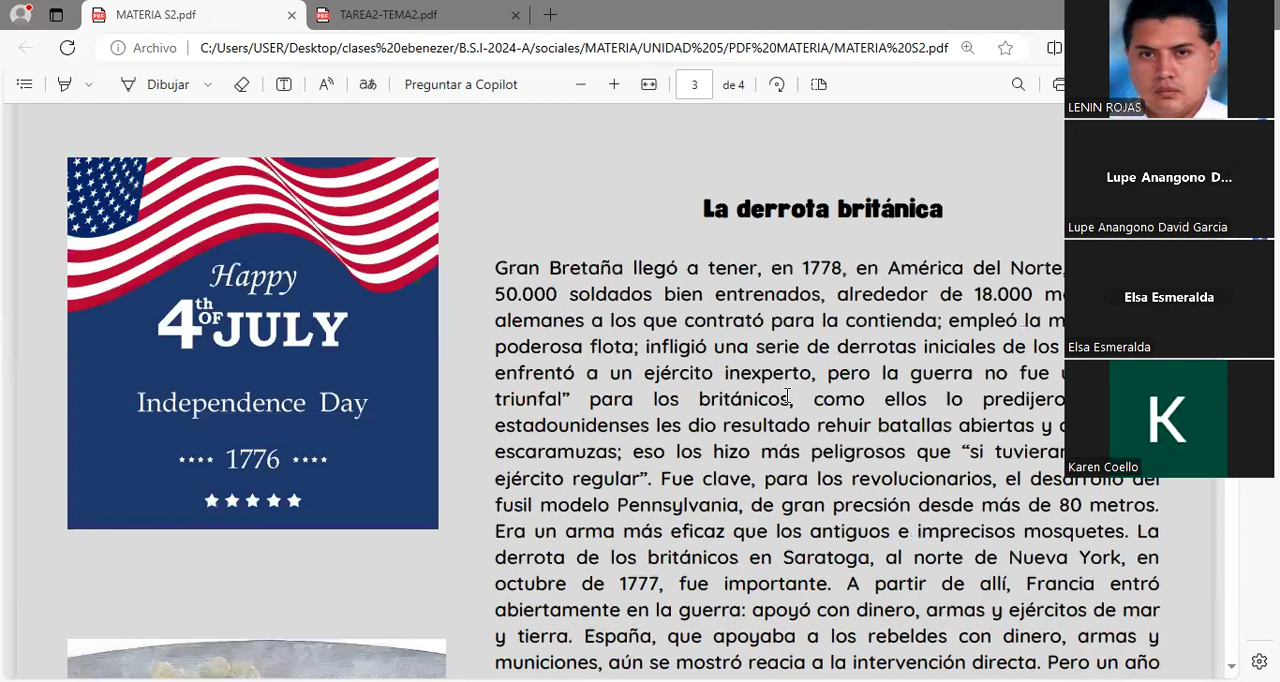 MATERIA S2.pdf
TAREA2-TEMA2.pdf
Archivo
C:/Users/USER/Desktop/clases%20ebenezer/B.S.I-2024-A/sociales/MATERIA/UNIDAD%205/PDF%20MATERIA/MATERIA%20S2.pdf
Dibujar
Preguntar a Copilot
3
de 4
LENIN ROJAS
Lupe Anangono D...
Lupe Anangono David Garcia
Elsa Esmeralda
Elsa Esmeralda
K
Karen Coello
Happy
4th OF JULY
Independence Day
1776
La derrota británica
Gran Bretaña llegó a tener, en 1778, en América del Norte,
50.000 soldados bien entrenados, alrededor de 18.000
alemanes a los que contrató para la contienda; empleó la
poderosa flota; infligió una serie de derrotas iniciales de los
enfrentó a un ejército inexperto, pero la guerra no fue
triunfal” para los británicos, como ellos lo
estadounidenses les dio resultado rehuir batallas abiertas y
escaramuzas; eso los hizo más peligrosos que “si
ejército regular”. Fue clave, para los revolucionarios, el desarrollo del
fusil modelo Pennsylvania, de gran precsión desde más de 80 metros.
Era un arma más eficaz que los antiguos e imprecisos mosquetes. La
derrota de los británicos en Saratoga, al norte de Nueva York, en
octubre de 1777, fue importante. A partir de allí, Francia entró
abiertamente en la guerra: apoyó con dinero, armas y ejércitos de mar
y tierra. España, que apoyaba a los rebeldes con dinero, armas y
municiones, aún se mostró reacia a la intervención directa. Pero un año